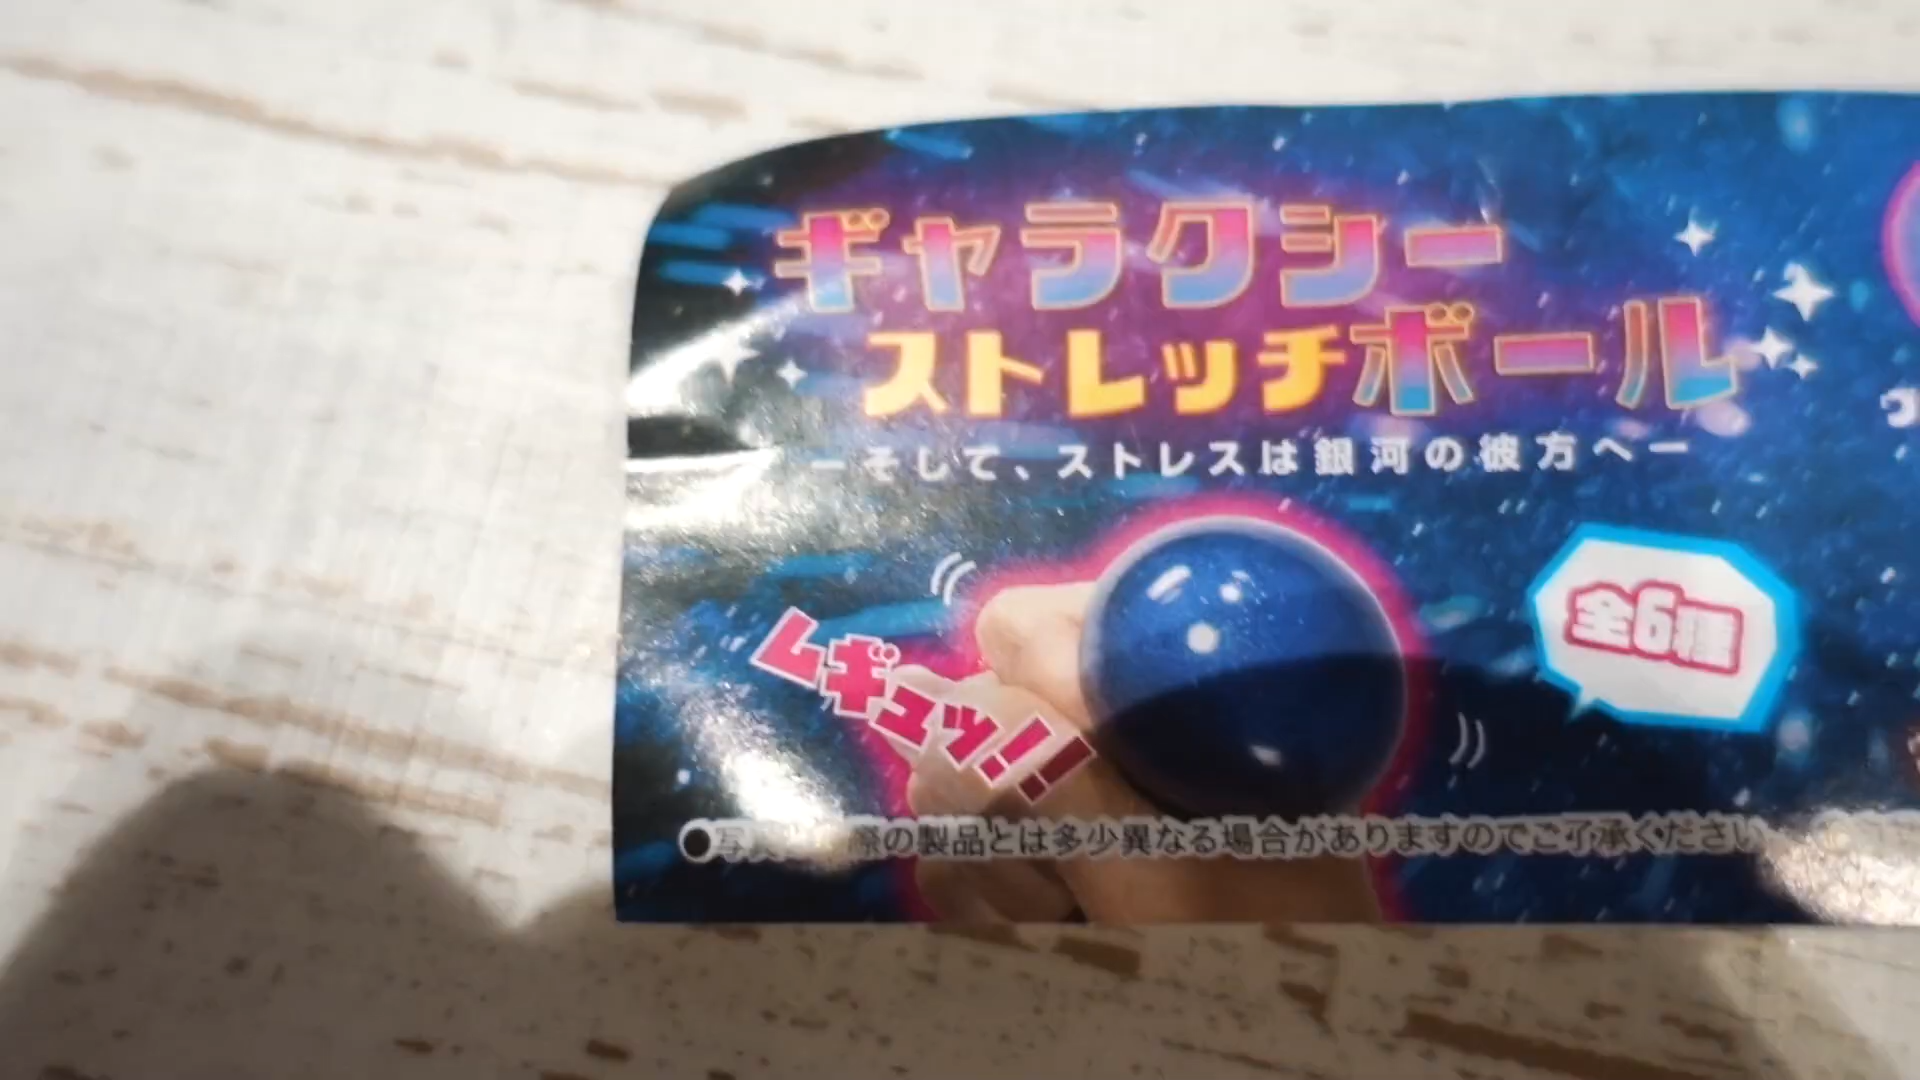 ギャラクシー
ストレッチボール
ーそして、ストレスは銀河の彼方へー
全6種
ギュッ!!
●写真 際の製品とは多少異なる場合がありますのでご了承ください